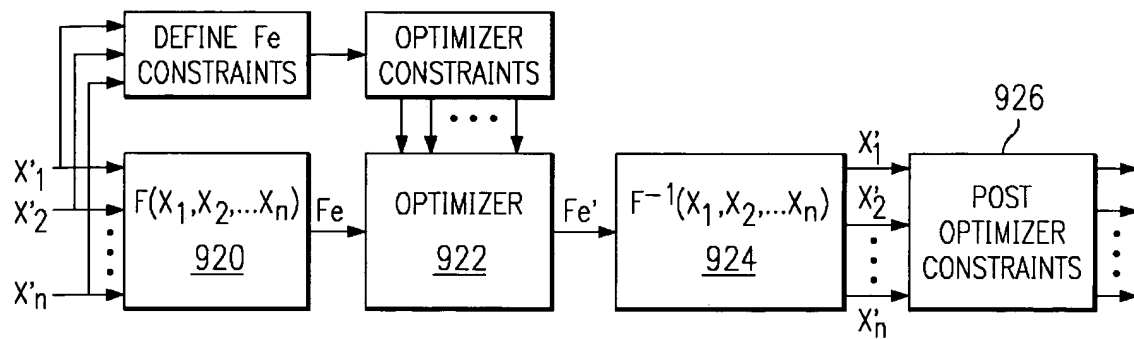 DEFINE Fe
CONSTRAINTS
OPTIMIZER
CONSTRAINTS
X'1
X'2
X'n
F(X1,X2,...Xn)
920
Fe
OPTIMIZER
922
Fe'
F-1(X1,X2,...Xn)
924
X'1
X'2
X'n
926
POST
OPTIMIZER
CONSTRAINTS